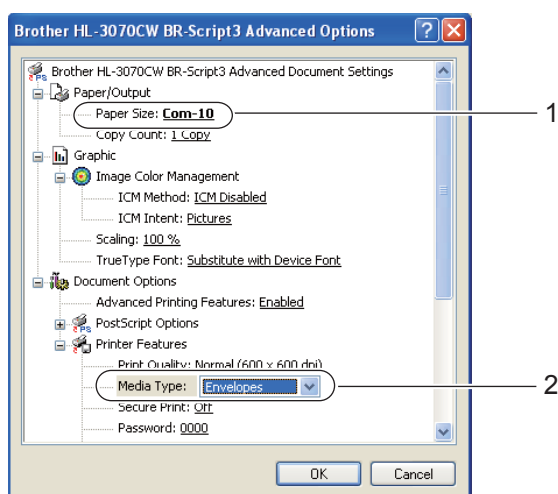 Brother HL-3070CW BR-Script3 Advanced Options
Brother HL-3070CW BR-Script3 Advanced Document Settings
Paper/Output
Paper Size: Com-10
1
Copy Count: 1 Copy
Graphic
Image Color Management
ICM Method: ICM Disabled
ICM Intent: Pictures
Scaling: 100 %
TrueType Font: Substitute with Device Font
Document Options
Advanced Printing Features: Enabled
PostScript Options
Printer Features
Print Quality: Normal (600 x 600 dpi)
Media Type: Envelopes
2
Secure Print: Off
Password: 0000
OK Cancel